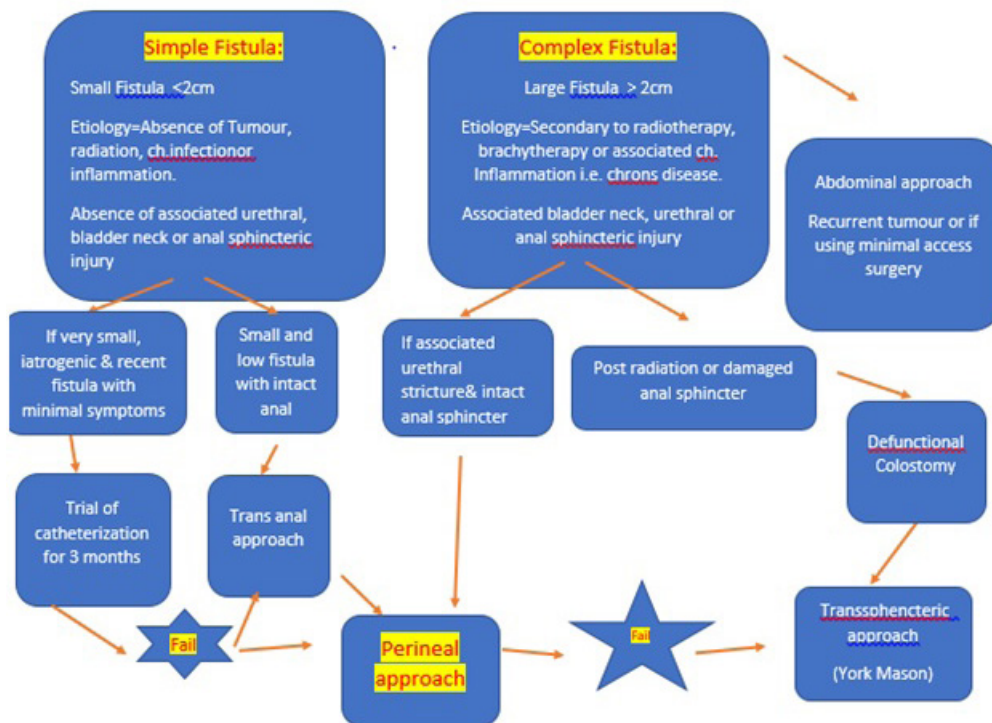 Simple Fistula:
Small Fistula <2cm
Etiology=Absence of Tumour,
radiation, ch.infectionor
inflammation.
Absence of associated urethral,
bladder neck or anal sphincteric
injury
Complex Fistula:
Large Fistula > 2cm
Etiology=Secondary to radiotherapy,
brachytherapy or associated ch.
Inflammation i.e. chrons disease.
Associated bladder neck, urethral or
anal sphincteric injury
Abdominal approach
Recurrent tumour or if
using minimal access
surgery
If very small,
iatrogenic & recent
fistula with
minimal symptoms
Small and
low fistula
with intact
anal
If associated
urethral
stricture& intact
anal sphincter
Post radiation or damaged
anal sphincter
Defunctional
Colostomy
Trial of
catheterization
for 3 months
Trans anal
approach
Fail
Perineal
approach
Fail
Transsphencteric
approach
(York Mason)